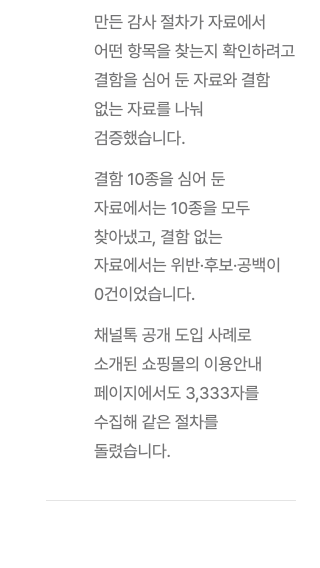 만든 감사 절차가 자료에서
어떤 항목을 찾는지 확인하려고
결함을 심어 둔 자료와 결함
없는 자료를 나눠
검증했습니다.
결함 10종을 심어 둔
자료에서는 10종을 모두
찾아냈고, 결함 없는
자료에서는 위반·후보·공백이
0건이었습니다.
채널톡 공개 도입 사례로
소개된 쇼핑몰의 이용안내
페이지에서도 3,333자를
수집해 같은 절차를
돌렸습니다.